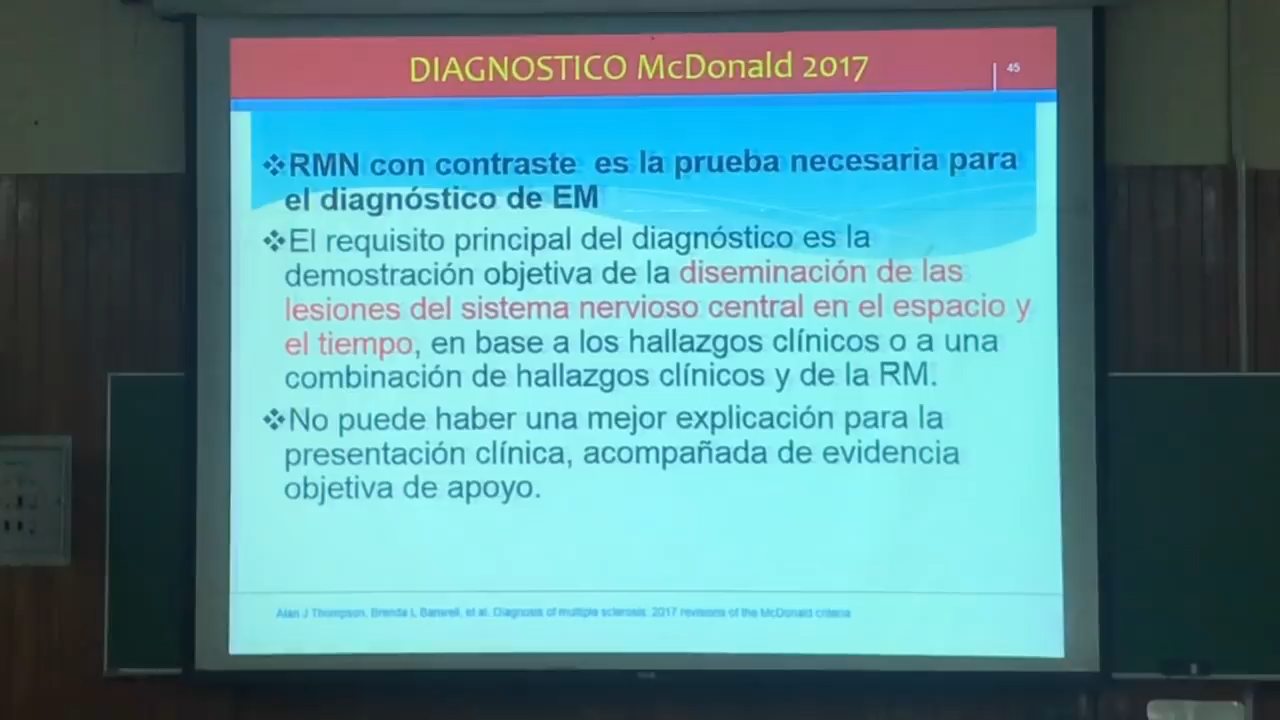 DIAGNOSTICO McDonald 2017
45
❖RMN con contraste es la prueba necesaria para
el diagnóstico de EM
❖El requisito principal del diagnóstico es la
demostración objetiva de la diseminación de las
lesiones del sistema nervioso central en el espacio y
el tiempo, en base a los hallazgos clínicos o a una
combinación de hallazgos clínicos y de la RM.
❖No puede haber una mejor explicación para la
presentación clínica, acompañada de evidencia
objetiva de apoyo.
Alan J Thompson, Brenda L Banwell, et al. Diagnosis of multiple sclerosis: 2017 revisions of the McDonald criteria